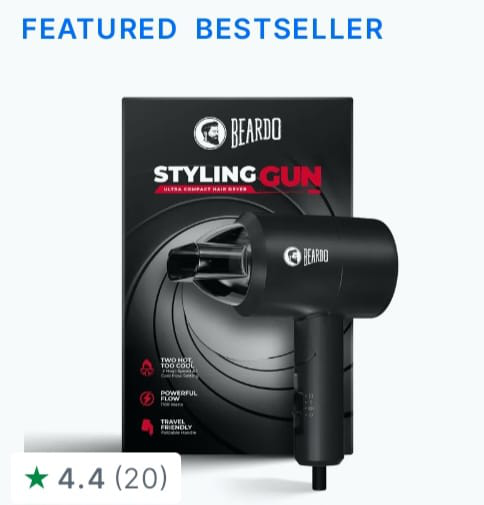 FEATURED BESTSELLER
BEARDO
STYLING GUN
ULTRA COMPACT HAIR DRYER
BEARDO
TWO HOT,
TOO COOL
POWERFUL
FLOW
TRAVEL
FRIENDLY
Foldable Handle
★ 4.4 (20)